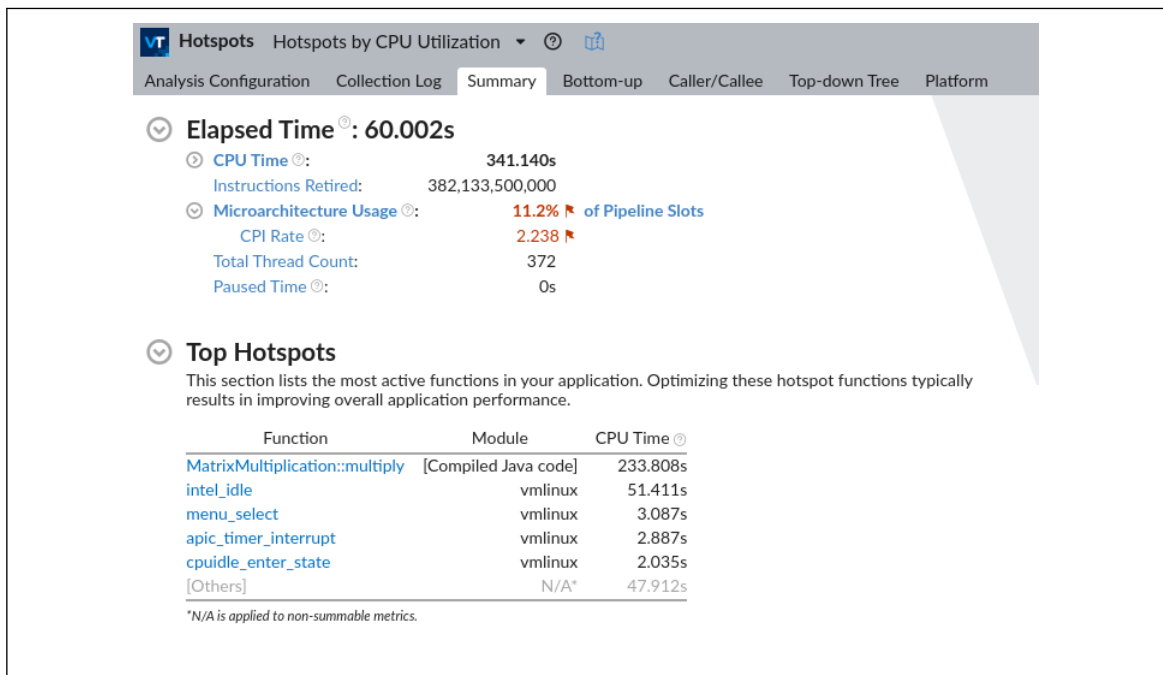 VT Hotspots Hotspots by CPU Utilization
Analysis Configuration Collection Log Summary Bottom-up Caller/Callee Top-down Tree Platform
Elapsed Time ?: 60.002s
CPU Time ?: 341.140s
Instructions Retired: 382,133,500,000
Microarchitecture Usage ?: 11.2% of Pipeline Slots
CPI Rate ?: 2.238
Total Thread Count: 372
Paused Time ?: 0s
Top Hotspots
This section lists the most active functions in your application. Optimizing these hotspot functions typically
results in improving overall application performance.
Function Module CPU Time ?
MatrixMultiplication::multiply [Compiled Java code] 233.808s
intel_idle vmlinux 51.411s
menu_select vmlinux 3.087s
apic_timer_interrupt vmlinux 2.887s
cpuidle_enter_state vmlinux 2.035s
[Others] N/A* 47.912s
*N/A is applied to non-summable metrics.